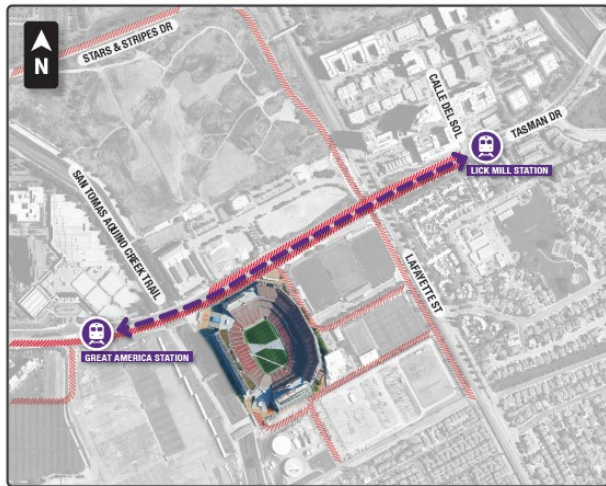 N
STARS & STRIPES DR
CALLE DEL SOL
TASMAN DR
LICK MILL STATION
SAN TOMAS AQUINO CREEK TRAIL
LAFAYETTE ST
GREAT AMERICA STATION